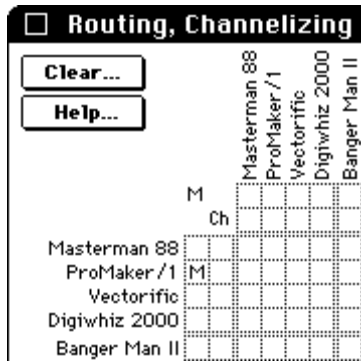 Routing, Channelizing
Clear...
Help...
Masterman 88
ProMaker/1
Vectorific
Digiwhiz 2000
Banger Man II
M
Ch
Masterman 88
ProMaker/1 M
Vectorific
Digiwhiz 2000
Banger Man II